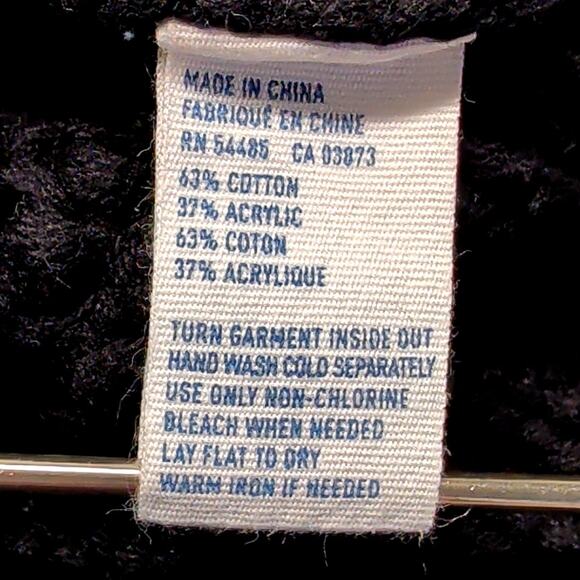 MADE IN CHINA
FABRIQUÉ EN CHINE
RN 54485 CA 03873
63% COTTON
37% ACRYLIC
63% COTON
37% ACRYLIQUE
TURN GARMENT INSIDE OUT
HAND WASH COLD SEPARATELY
USE ONLY NON-CHLORINE
BLEACH WHEN NEEDED
LAY FLAT TO DRY
WARM IRON IF NEEDED